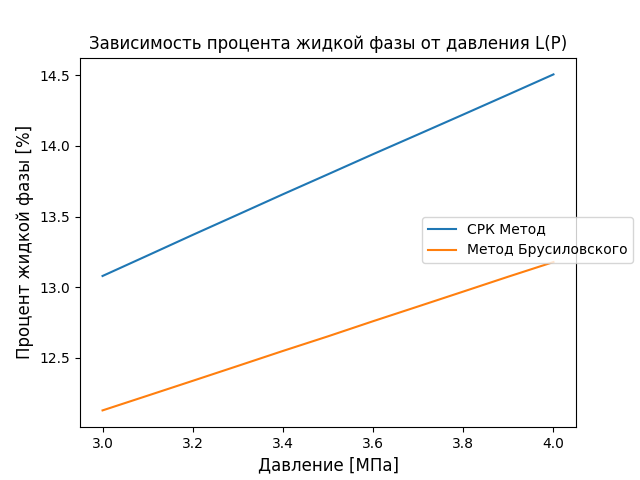 Зависимость процента жидкой фазы от давления L(P)
Процент жидкой фазы [%]
14.5
14.0
13.5
13.0
12.5
СРК Метод
Метод Брусиловского
3.0 3.2 3.4 3.6 3.8 4.0
Давление [МПа]